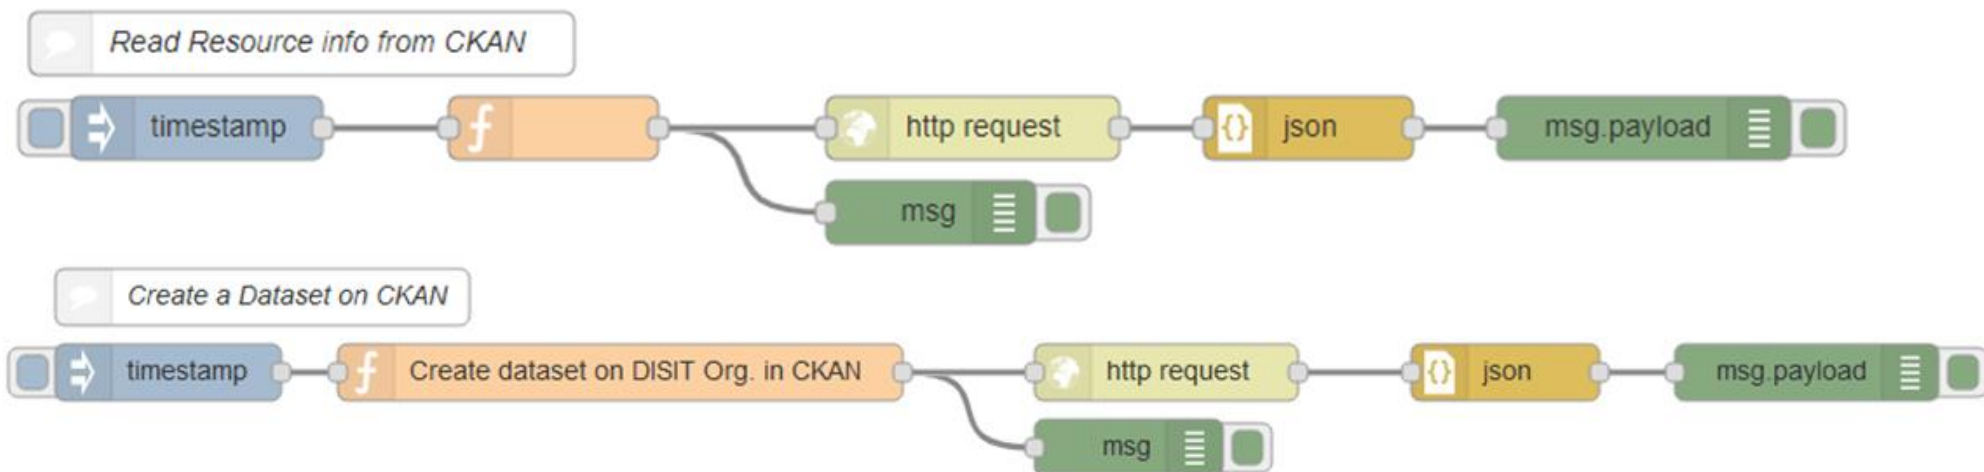 Read Resource info from CKAN
timestamp http request json msg.payload
msg
Create a Dataset on CKAN
timestamp Create dataset on DISIT Org. in CKAN http request json msg.payload
msg